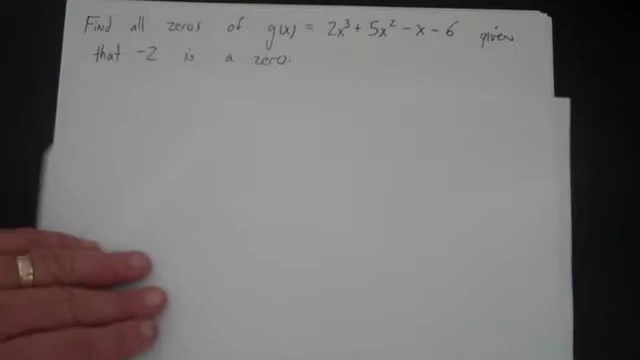 Find all zeros of g(x) = 2x³ + 5x² - x - 6 given
that -2 is a zero.